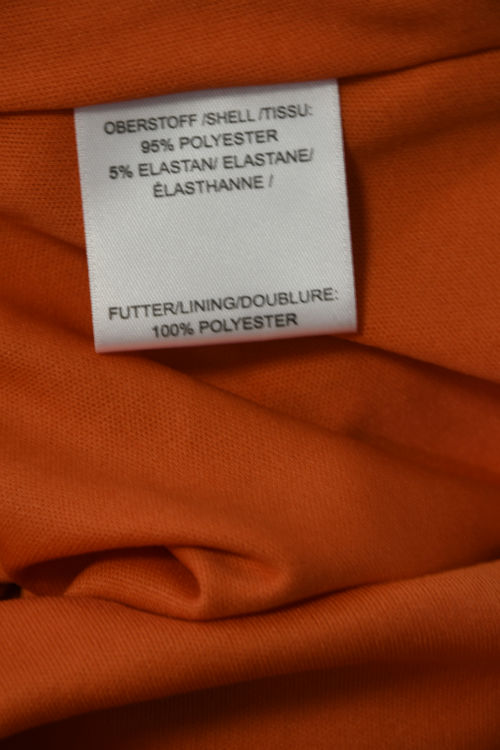 OBERSTOFF /SHELL /TISSU:
95% POLYESTER
5% ELASTAN/ ELASTANE/
ÉLASTHANNE /
FUTTER/LINING/DOUBLURE:
100% POLYESTER